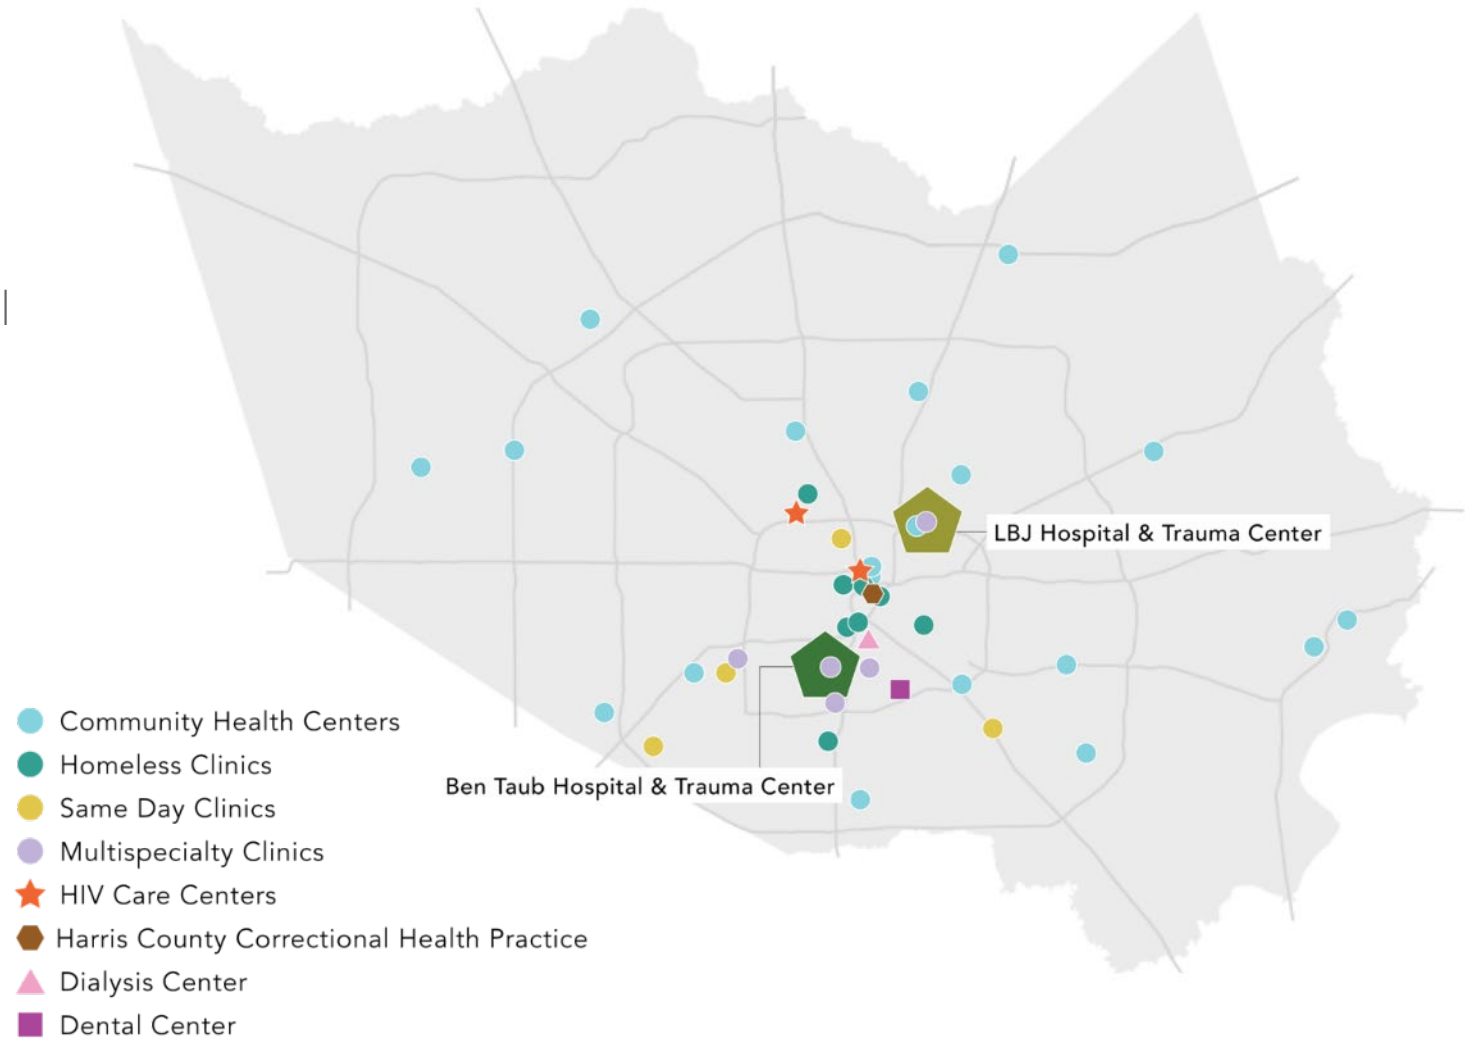 LBJ Hospital & Trauma Center
Ben Taub Hospital & Trauma Center
Community Health Centers
Homeless Clinics
Same Day Clinics
Multispecialty Clinics
HIV Care Centers
Harris County Correctional Health Practice
Dialysis Center
Dental Center